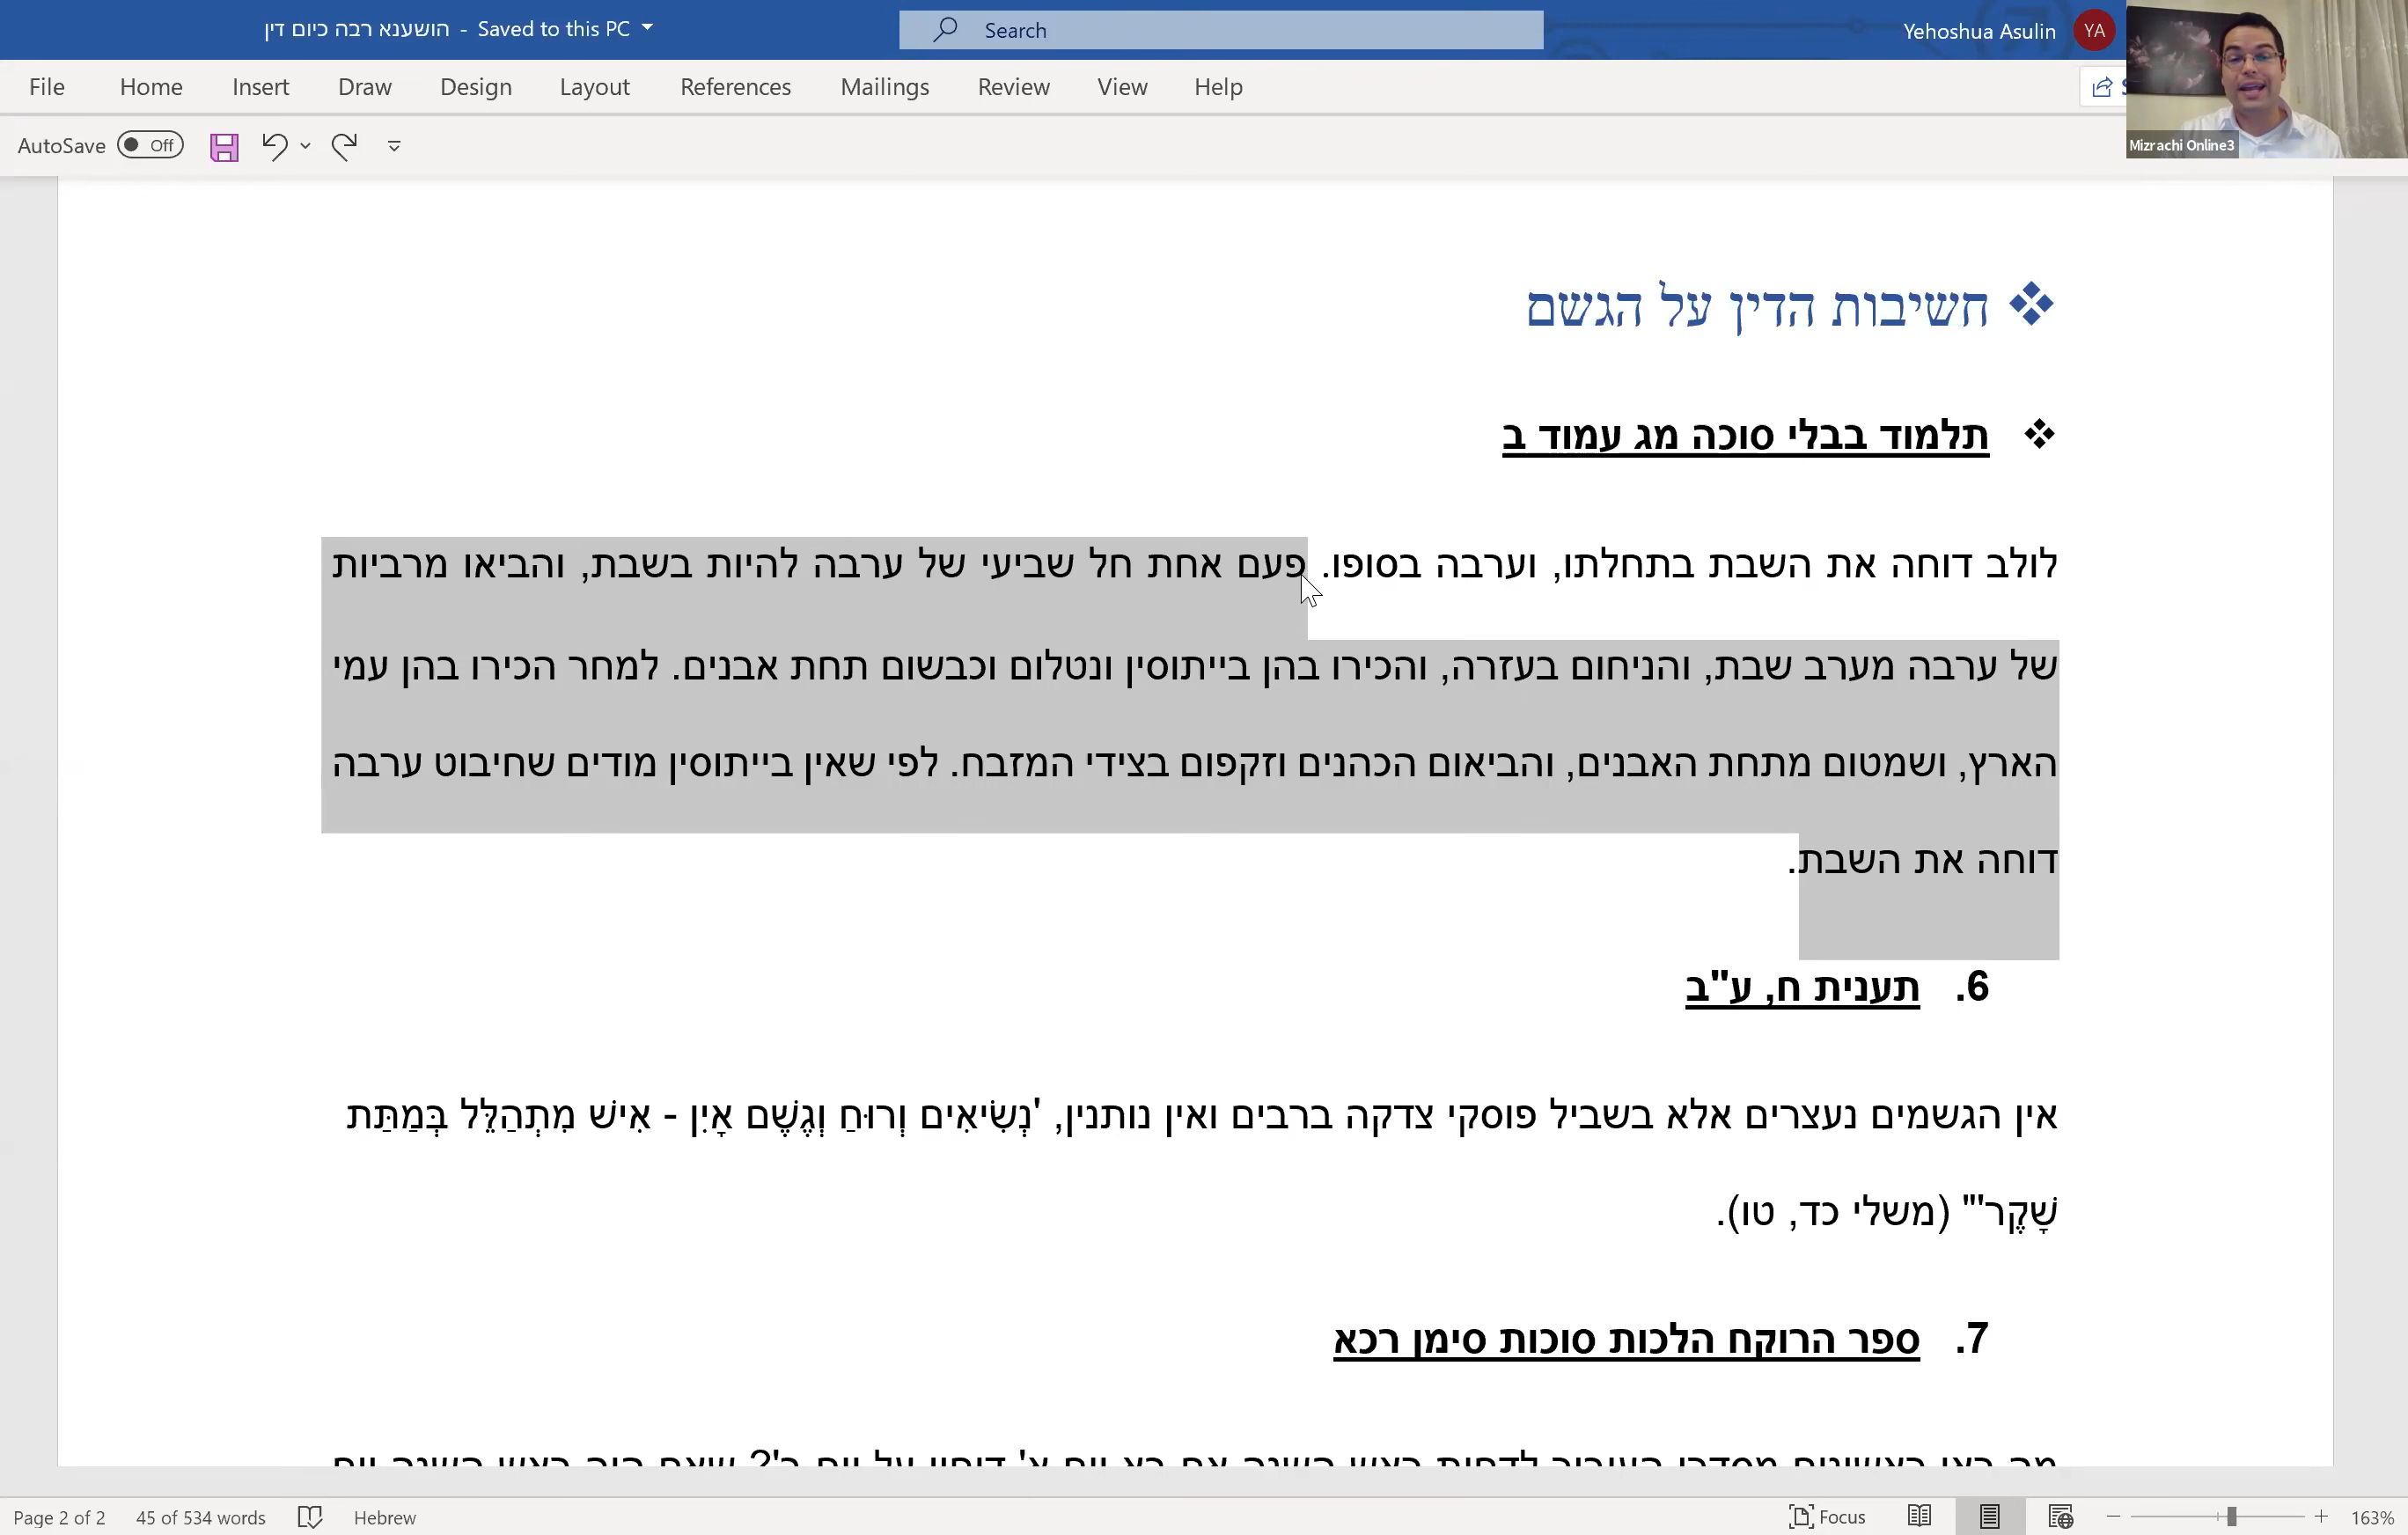 הושענא רבה כיום דין - Saved to this PC
Search
Yehoshua Asulin
YA
File Home Insert Draw Design Layout References Mailings Review View Help
AutoSave Off
Mizrachi Online3
חשיבות הדין על הגשם
תלמוד בבלי סוכה מג עמוד ב
לולב דוחה את השבת בתחלתו, וערבה בסופו. פעם אחת חל שביעי של ערבה להיות בשבת, והביאו מרביות
של ערבה מערב שבת, והניחום בעזרה, והכירו בהן בייתוסין ונטלום וכבשום תחת אבנים. למחר הכירו בהן עמי
הארץ, ושמטום מתחת האבנים, והביאום הכהנים וזקפום בצידי המזבח. לפי שאין בייתוסין מודים שחיבוט ערבה
דוחה את השבת.
6. תענית ח, ע"ב
אין הגשמים נעצרים אלא בשביל פוסקי צדקה ברבים ואין נותנין, 'נְשִׂיאִים וְרוּחַ וְגֶשֶׁם אָיִן - אִישׁ מִתְהַלֵּל בְּמַתַּת
שָׁקֶר'" (משלי כד, טו).
7. ספר הרוקח הלכות סוכות סימן רכא
Page 2 of 2 45 of 534 words Hebrew Focus 163%